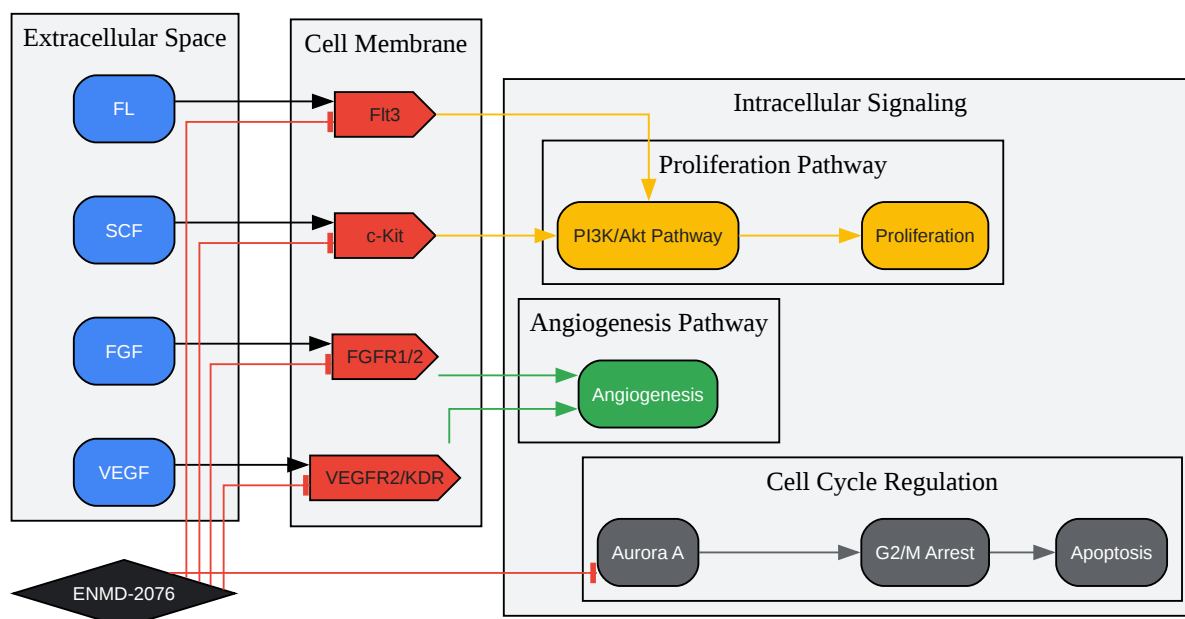 Extracellular Space
Cell Membrane
Intracellular Signaling
FL
Flt3
Proliferation Pathway
SCF
c-Kit
PI3K/Akt Pathway
Proliferation
Angiogenesis Pathway
FGF
FGFR1/2
Angiogenesis
VEGF
VEGFR2/KDR
Cell Cycle Regulation
Aurora A
G2/M Arrest
Apoptosis
ENMD-2076